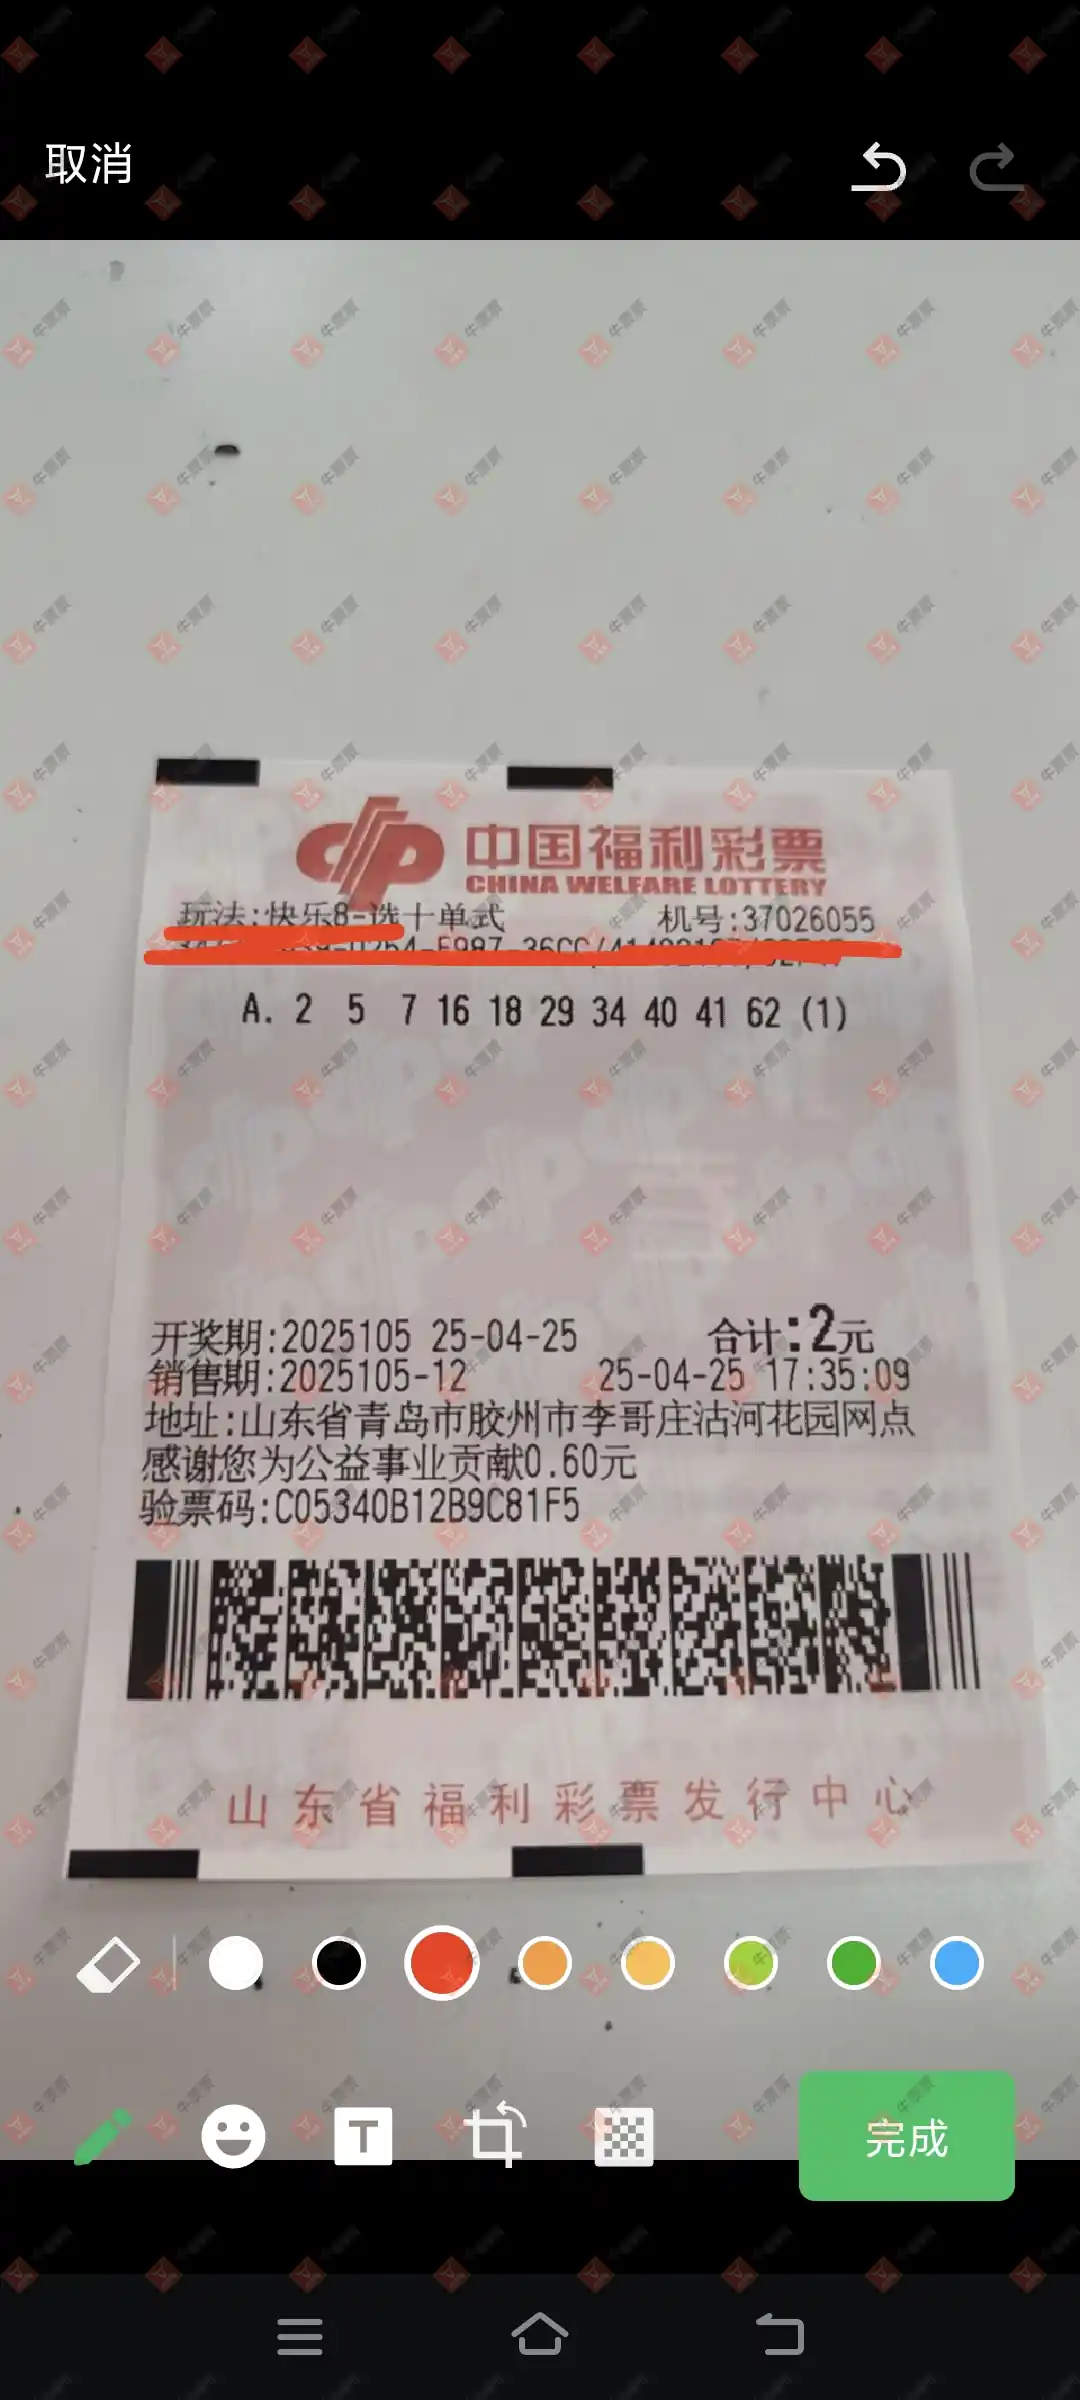 取消
中国福利彩票
CHINA WELFARE LOTTERY
玩法:快乐8-选十单式 机号:37026055
A. 2 5 7 16 18 29 34 40 41 62 (1)
开奖期:2025105 25-04-25 合计:2元
销售期:2025105-12 25-04-25 17:35:09
地址:山东省青岛市胶州市李哥庄沽河花园网点
感谢您为公益事业贡献0.60元
验票码:C05340B12B9C81F5
山东省福利彩票发行中心
T
完成
牛票票